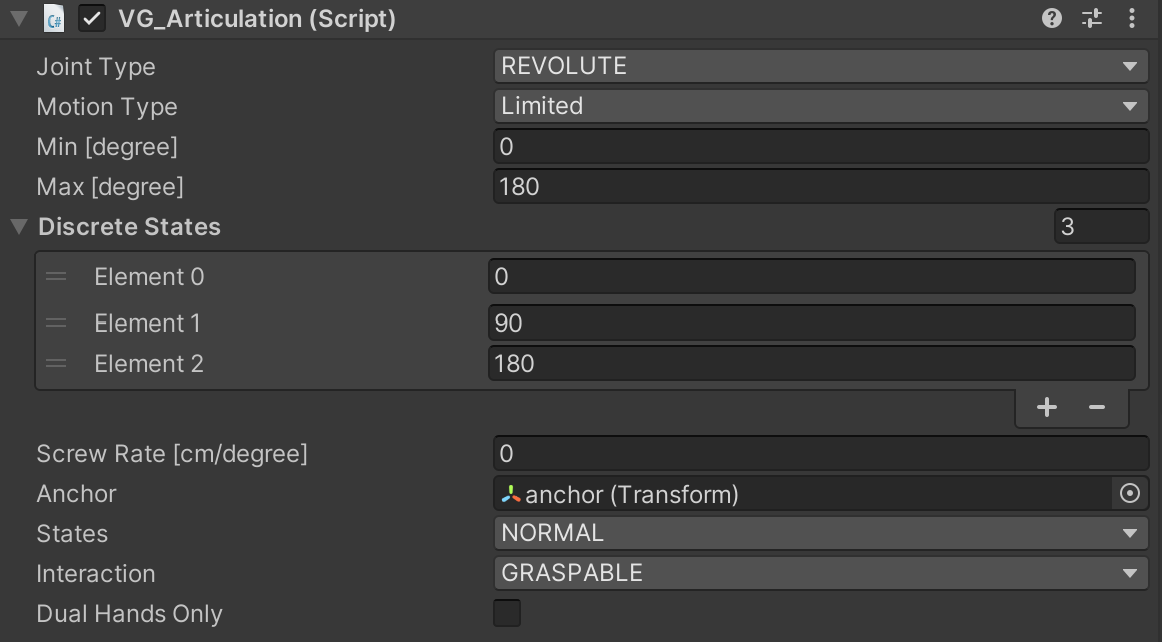 VG_Articulation (Script)
Joint Type REVOLUTE
Motion Type Limited
Min [degree] 0
Max [degree] 180
Discrete States 3
Element 0 0
Element 1 90
Element 2 180
Screw Rate [cm/degree] 0
Anchor anchor (Transform)
States NORMAL
Interaction GRASPABLE
Dual Hands Only